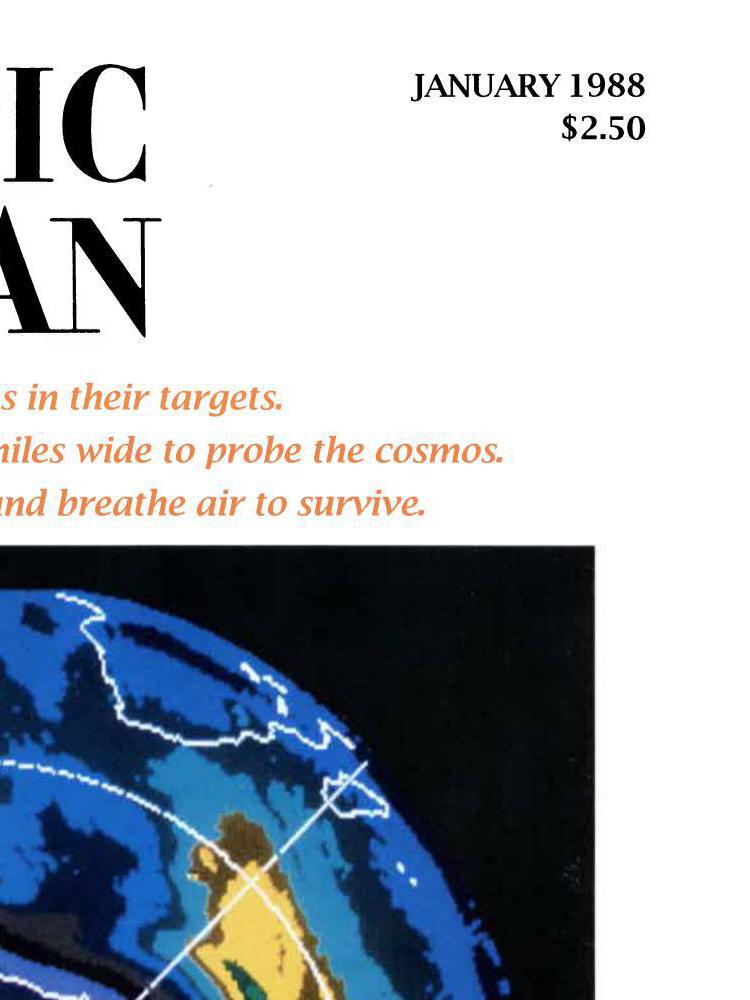 IC
AN
JANUARY 1988
$2.50
s in their targets.
miles wide to probe the cosmos.
and breathe air to survive.